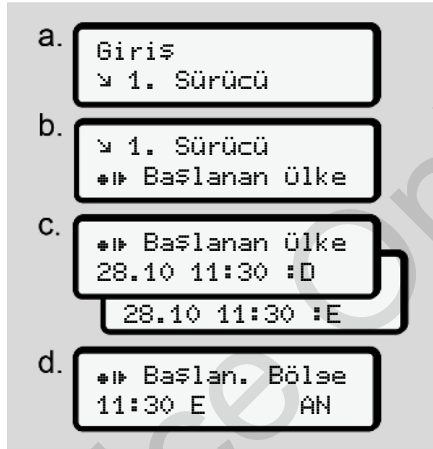 a.
Giriş
↘ 1. Sürücü
b.
↘ 1. Sürücü
Başlanan ülke
c.
Başlanan ülke
28.10 11:30 :D
28.10 11:30 :E
d.
Başlan. Bölge
11:30 E AN